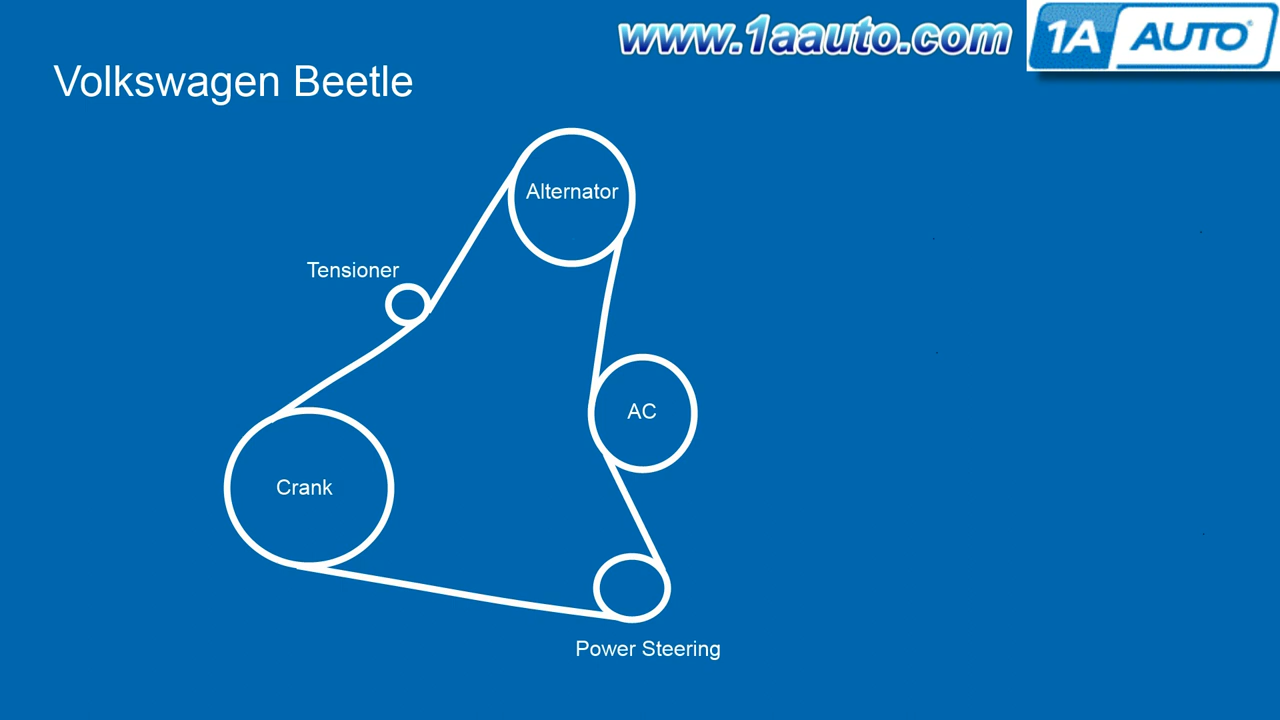 www.1aauto.com
1A AUTO
Volkswagen Beetle
Alternator
Tensioner
AC
Crank
Power Steering